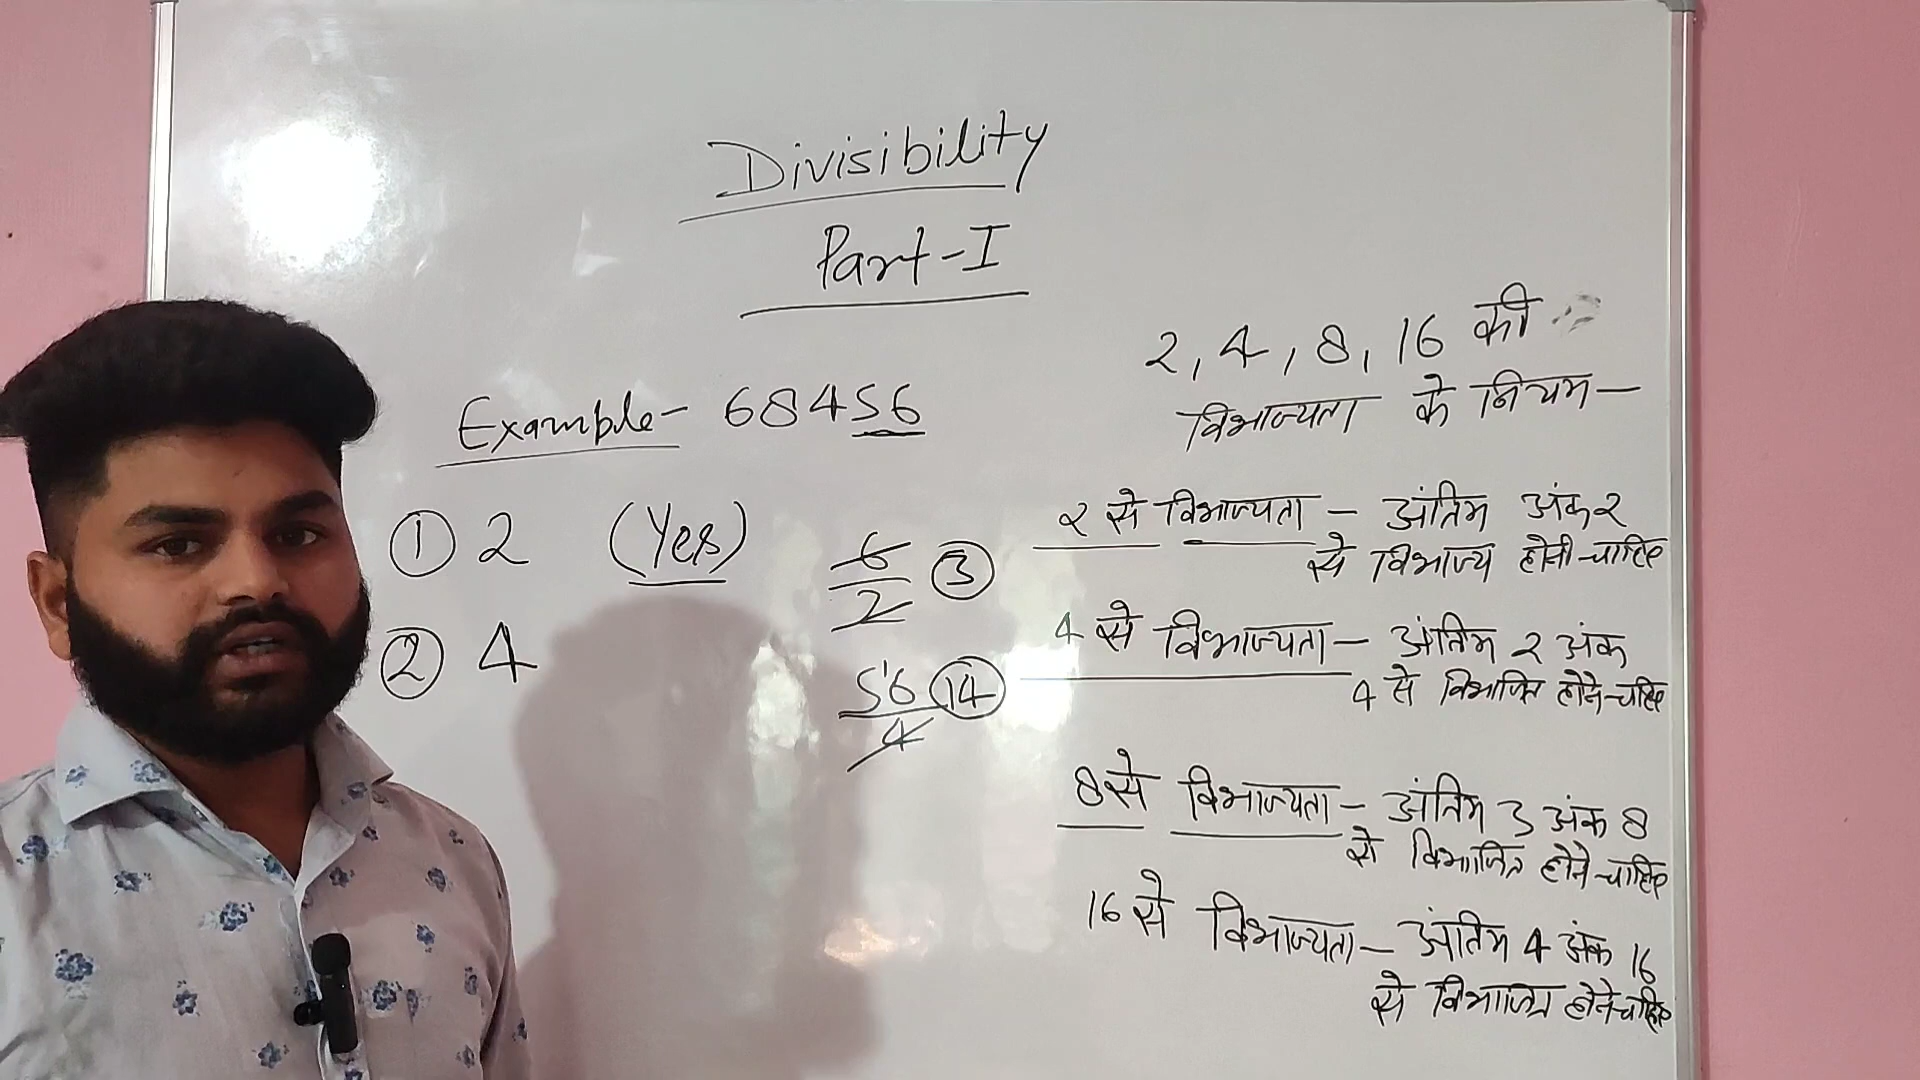 Divisibility
Part-I
Example- 68456
① 2 (Yes)
6/2 ③
② 4
56/4 ⑭
2, 4, 8, 16 की
विभाज्यता के नियम-
2 से विभाज्यता - अंतिम अंक 2
से विभाज्य होनी चाहिए
4 से विभाज्यता - अंतिम 2 अंक
4 से विभाजित होने चाहिए
8 से विभाज्यता - अंतिम 3 अंक 8
से विभाजित होने चाहिए
16 से विभाज्यता - अंतिम 4 अंक 16
से विभाजित होने चाहिए